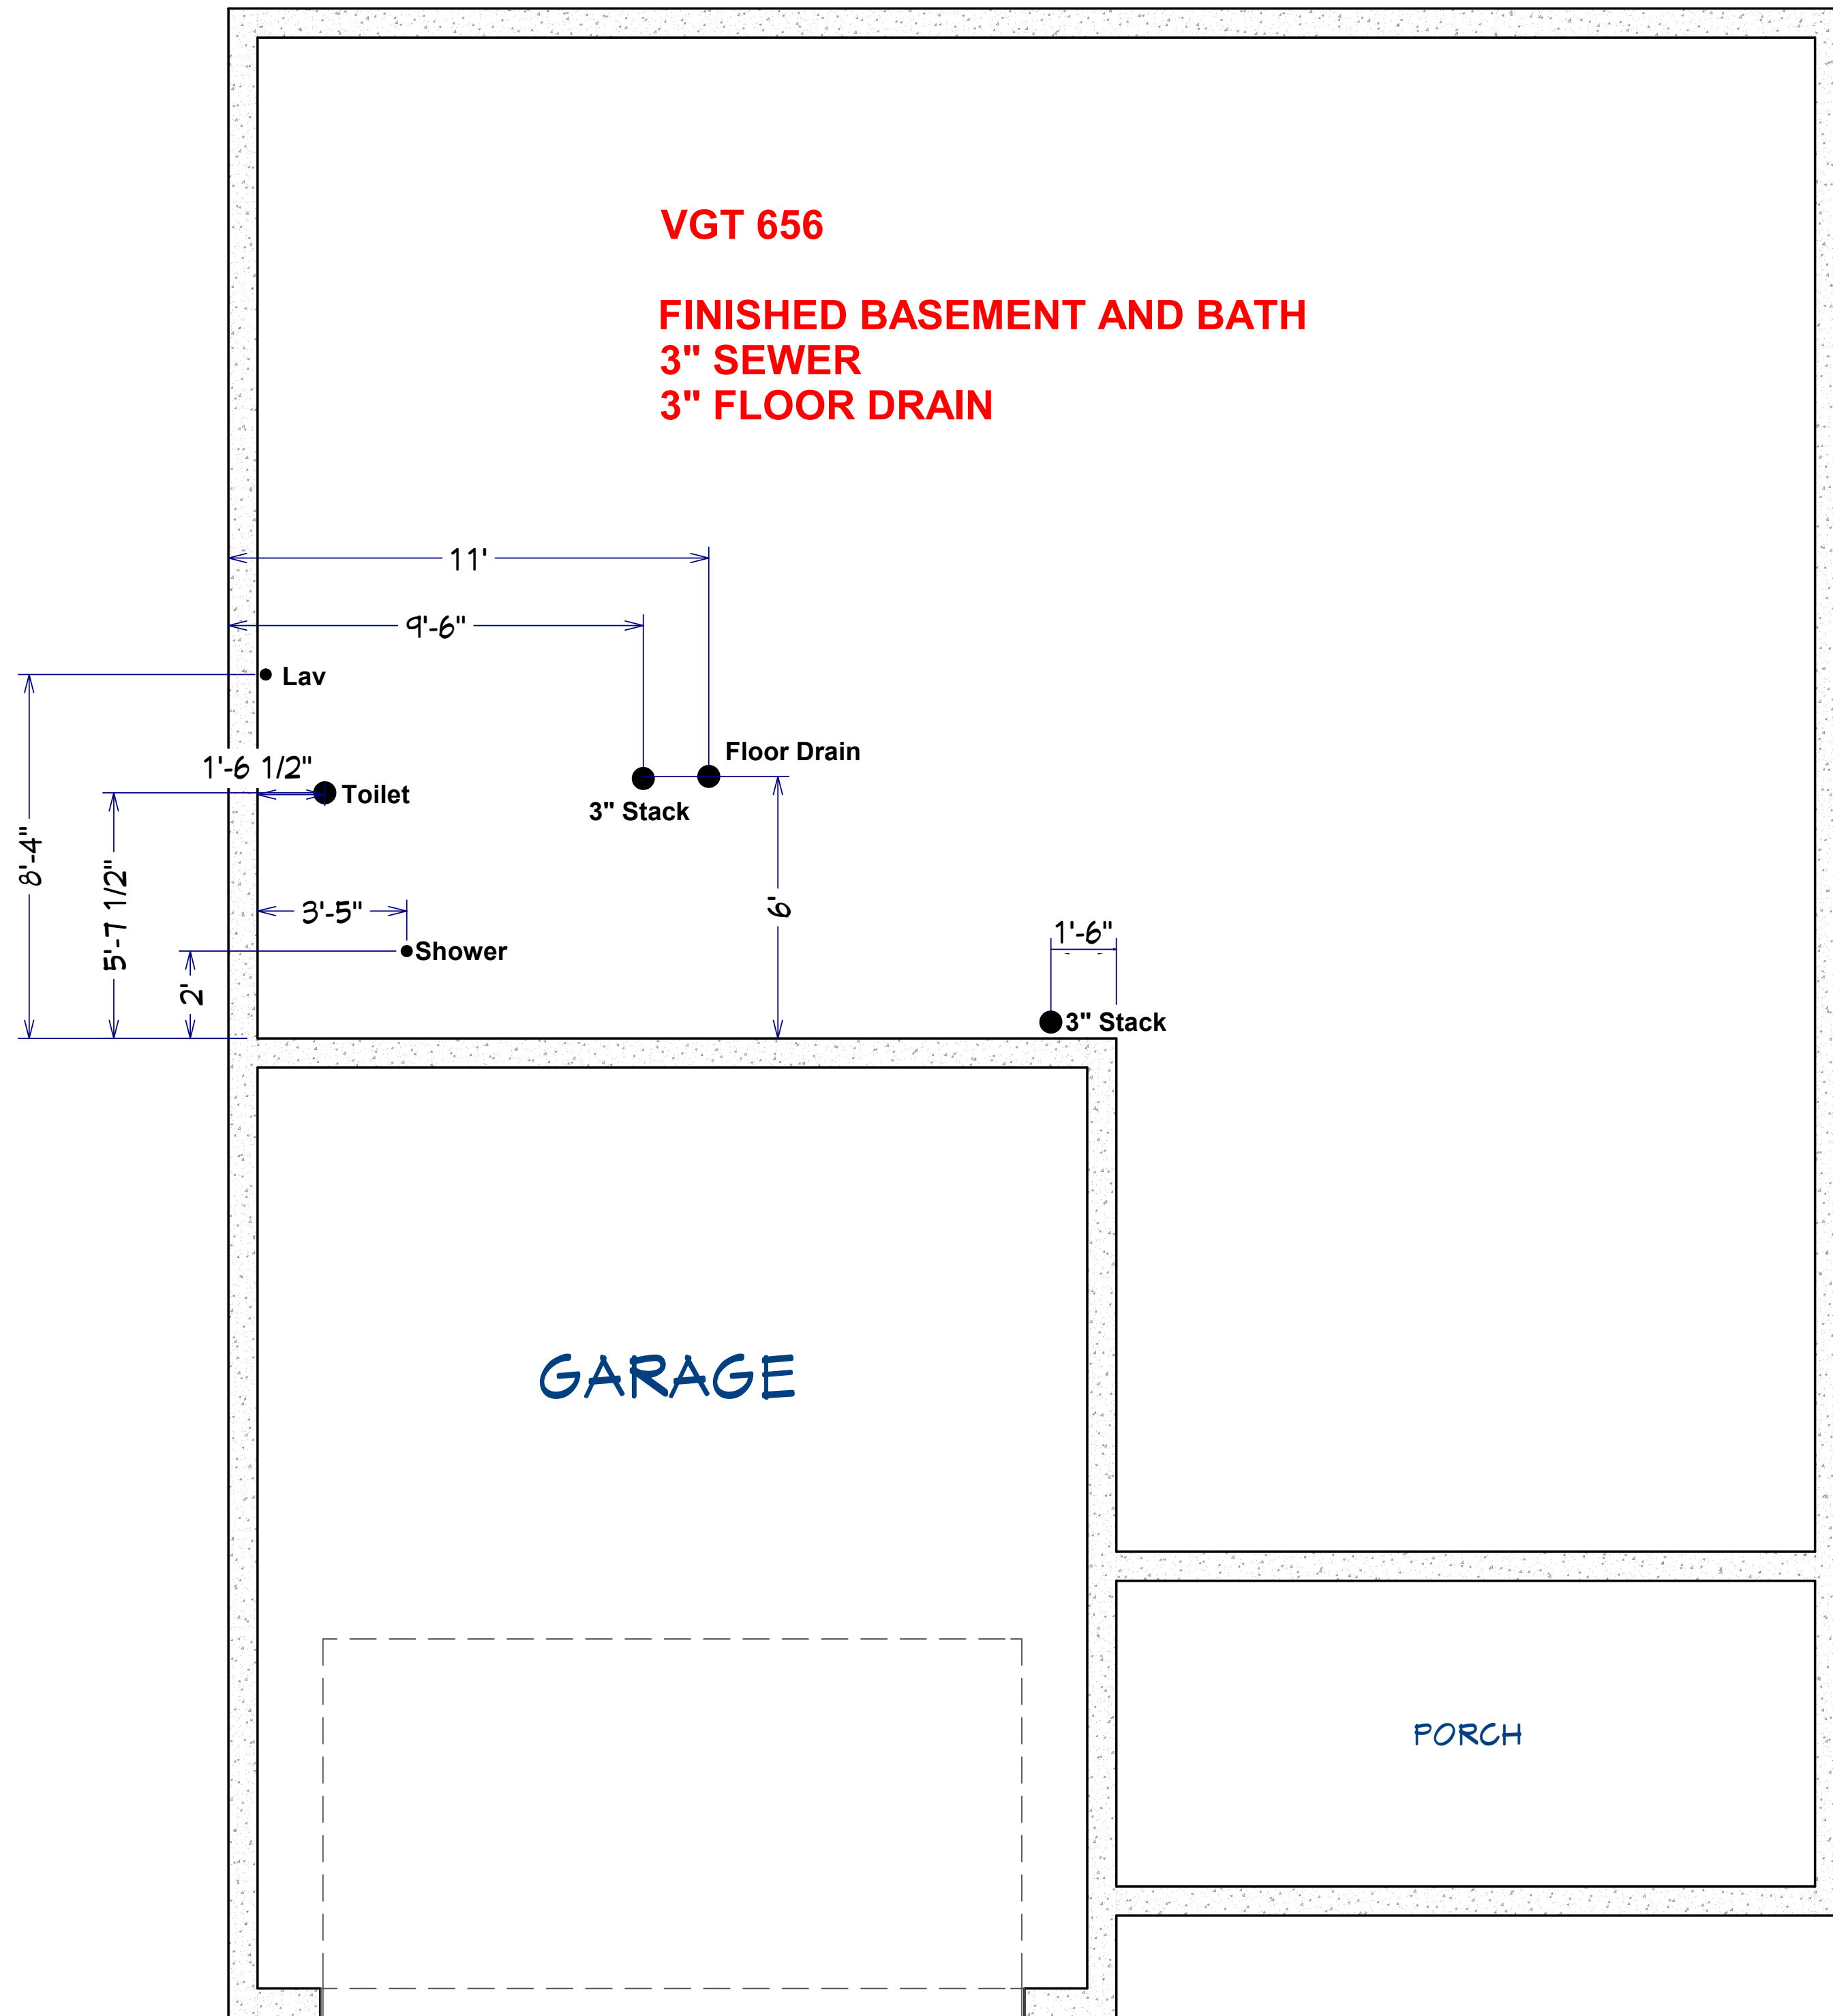 VGT 656
FINISHED BASEMENT AND BATH
3" SEWER
3" FLOOR DRAIN
11'
9'-6"
Lav
1'-6 1/2"
Toilet
Floor Drain
3" Stack
8'-4"
5'-7 1/2"
3'-5"
6'
Shower
2'
1'-6"
3" Stack
GARAGE
PORCH